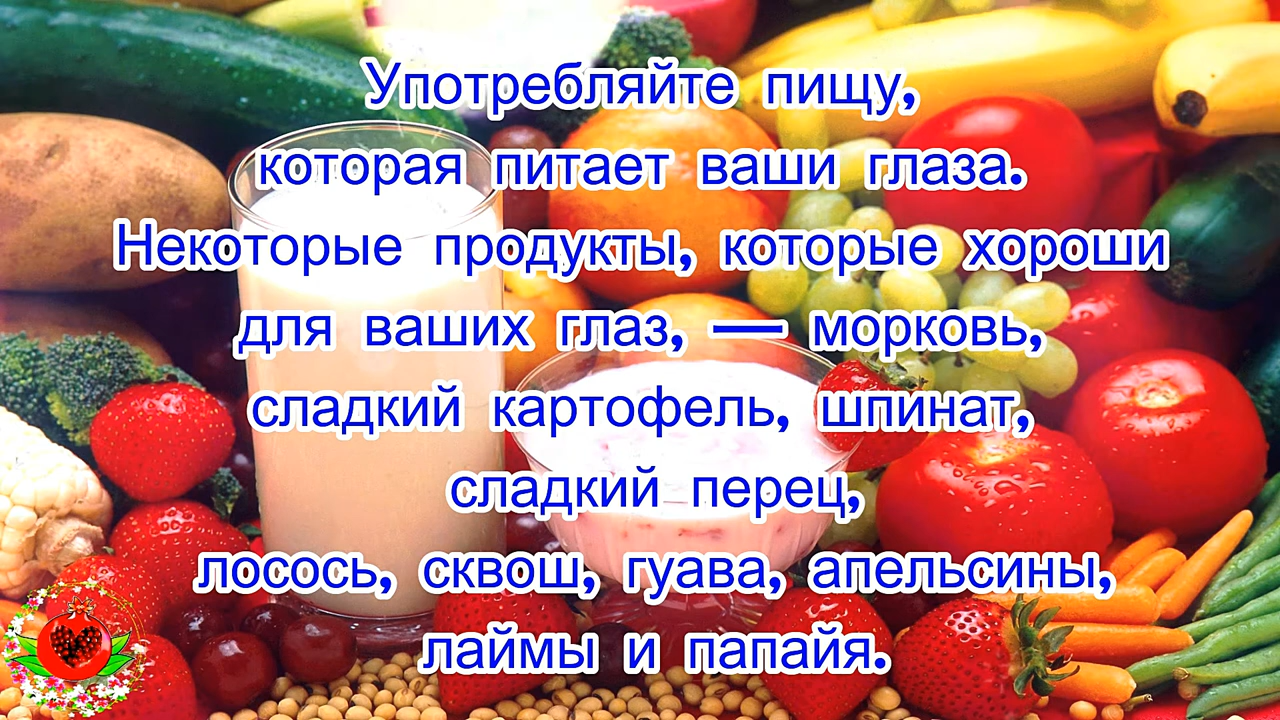 Употребляйте пищу,
которая питает ваши глаза.
Некоторые продукты, которые хороши
для ваших глаз, — морковь,
сладкий картофель, шпинат,
сладкий перец,
лосось, сквош, гуава, апельсины,
лаймы и папайя.